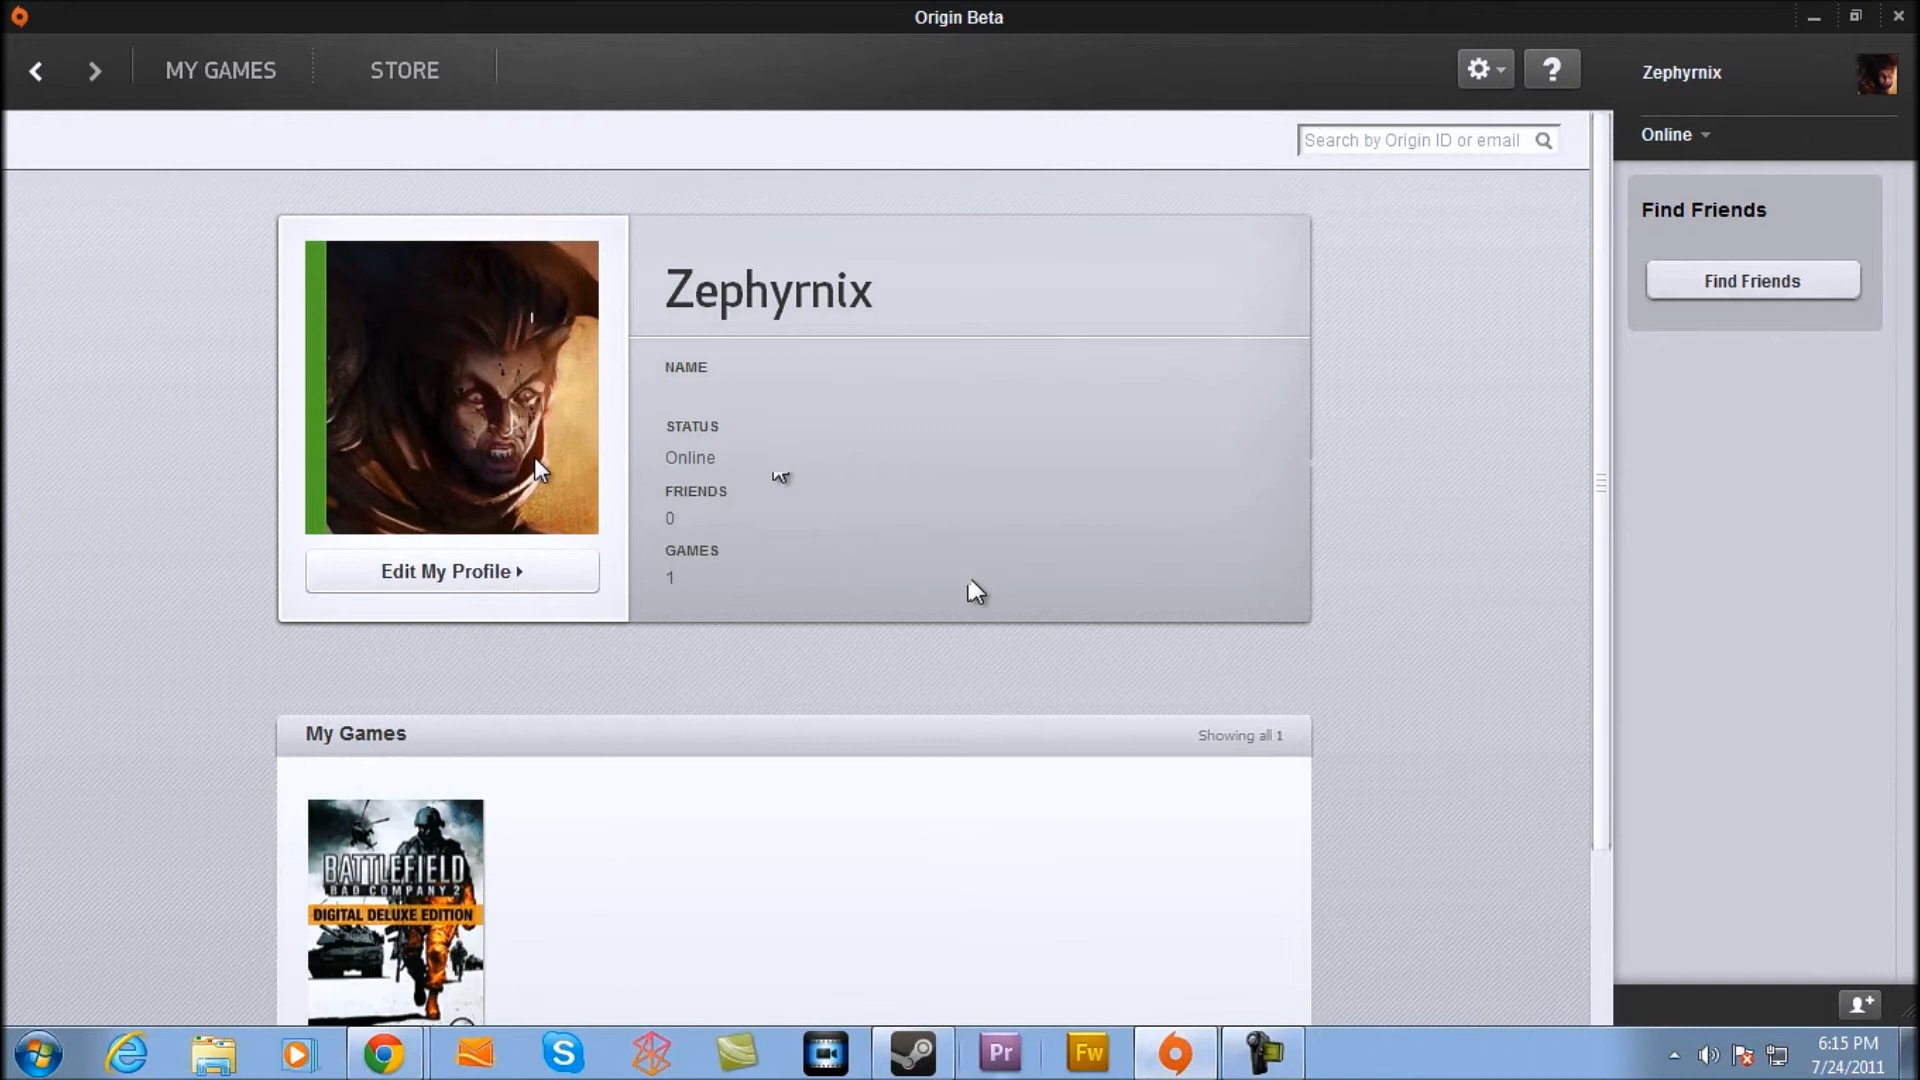 Origin Beta
MY GAMES
STORE
?
Zephyrnix
Online
Search by Origin ID or email
Find Friends
Find Friends
Zephyrnix
NAME
STATUS
Online
FRIENDS
0
GAMES
1
Edit My Profile
My Games
Showing all 1
BATTLEFIELD
BAD COMPANY 2
DIGITAL DELUXE EDITION
S
Pr
Fw
6:15 PM
7/24/2011